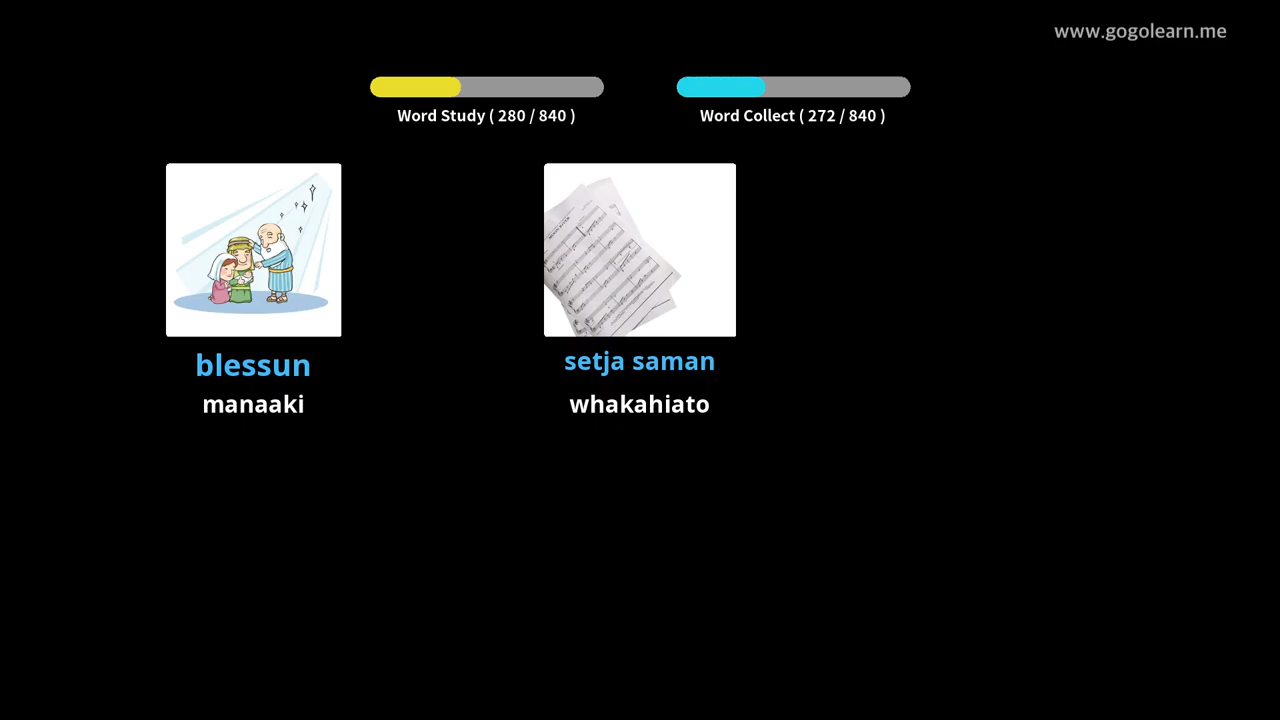 www.gogolearn.me
Word Study ( 280 / 840 )
Word Collect ( 272 / 840 )
blessun
manaaki
setja saman
whakahiato